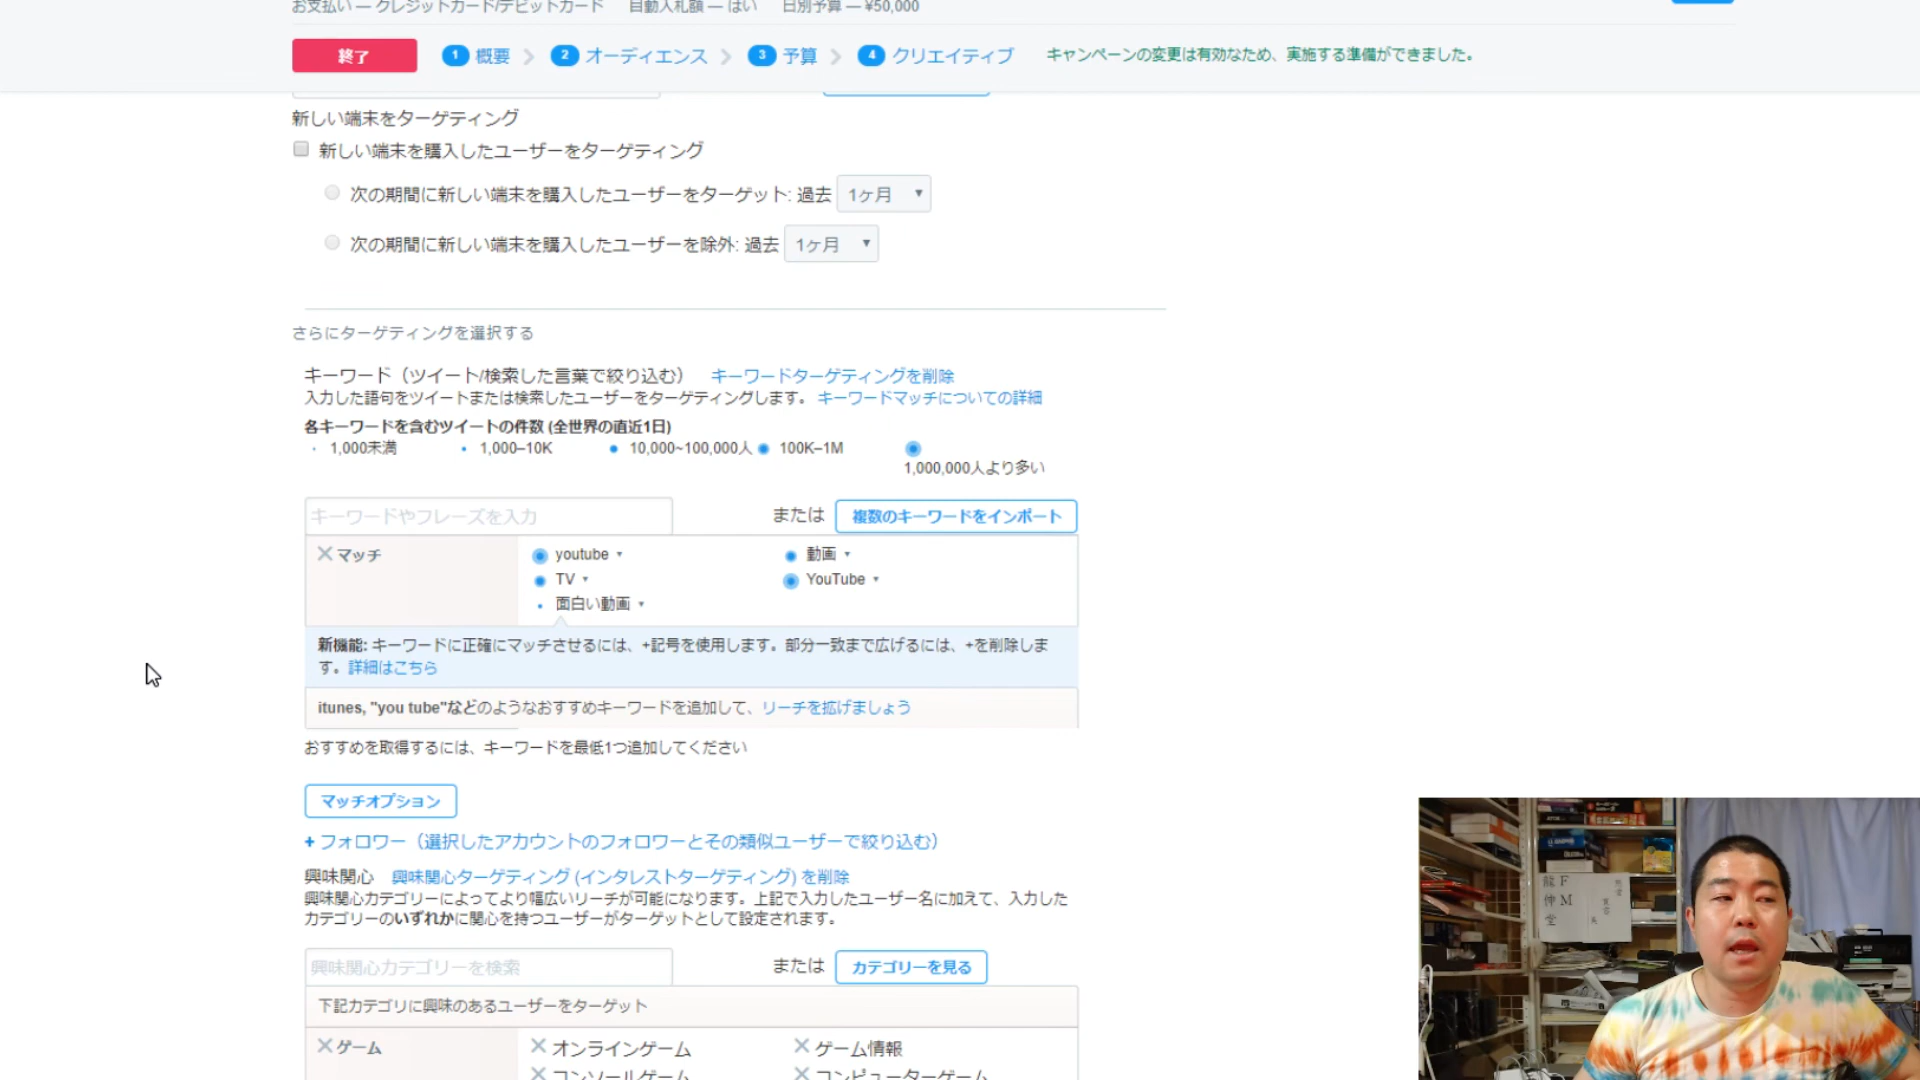 お支払い — クレジットカード/デビットカード 自動入札額 — はい 日別予算 — ¥50,000
終了 1 概要 2 オーディエンス 3 予算 4 クリエイティブ キャンペーンの変更は有効なため、実施する準備ができました。
新しい端末をターゲティング
新しい端末を購入したユーザーをターゲティング
次の期間に新しい端末を購入したユーザーをターゲット: 過去 1ヶ月
次の期間に新しい端末を購入したユーザーを除外: 過去 1ヶ月
さらにターゲティングを選択する
キーワード（ツイート/検索した言葉で絞り込む） キーワードターゲティングを削除
入力した語句をツイートまたは検索したユーザーをターゲティングします。 キーワードマッチについての詳細
各キーワードを含むツイートの件数 (全世界の直近1日)
1,000未満 1,000–10K 10,000~100,000人 100K–1M
1,000,000人より多い
キーワードやフレーズを入力 または 複数のキーワードをインポート
マッチ youtube 動画
TV YouTube
面白い動画
新機能: キーワードに正確にマッチさせるには、+記号を使用します。部分一致まで広げるには、+を削除しま
す。詳細はこちら
itunes, "you tube"などのようなおすすめキーワードを追加して、リーチを拡げましょう
おすすめを取得するには、キーワードを最低1つ追加してください
マッチオプション
+ フォロワー（選択したアカウントのフォロワーとその類似ユーザーで絞り込む）
興味関心 興味関心ターゲティング (インタレストターゲティング) を削除
興味関心カテゴリーによってより幅広いリーチが可能になります。上記で入力したユーザー名に加えて、入力した
カテゴリーのいずれかに関心を持つユーザーがターゲットとして設定されます。
興味関心カテゴリーを検索 または カテゴリーを見る
下記カテゴリに興味のあるユーザーをターゲット
ゲーム オンラインゲーム ゲーム情報
コンソールゲーム コンピューターゲーム